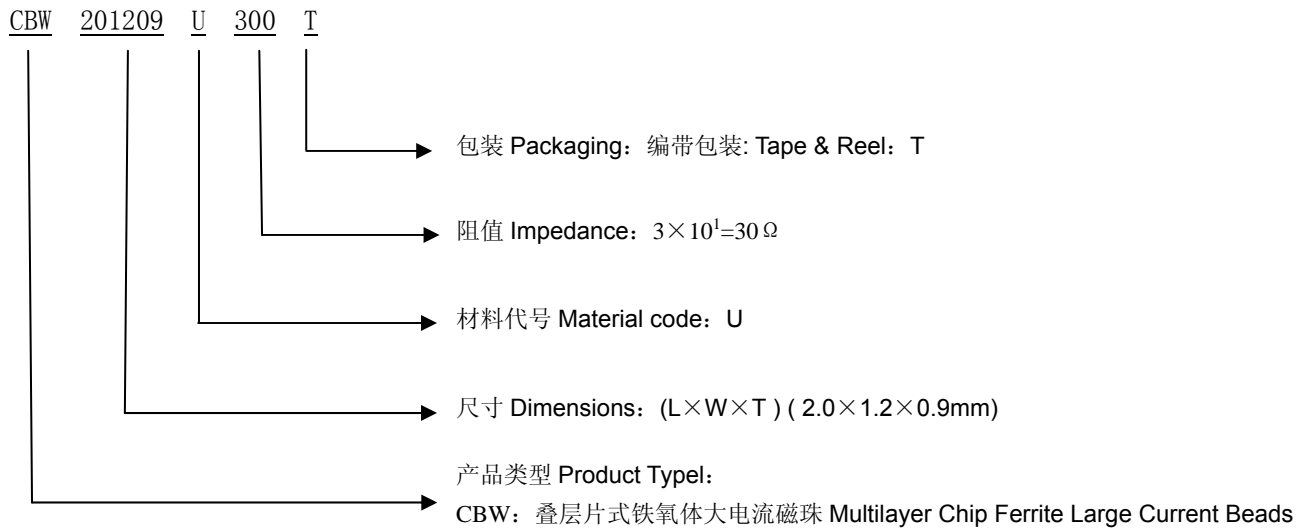 CBW 201209 U 300 T
包装 Packaging：编带包装: Tape & Reel：T
阻值 Impedance：3×10¹=30Ω
材料代号 Material code：U
尺寸 Dimensions：(L×W×T ) ( 2.0×1.2×0.9mm)
产品类型 Product Typel：
CBW：叠层片式铁氧体大电流磁珠 Multilayer Chip Ferrite Large Current Beads